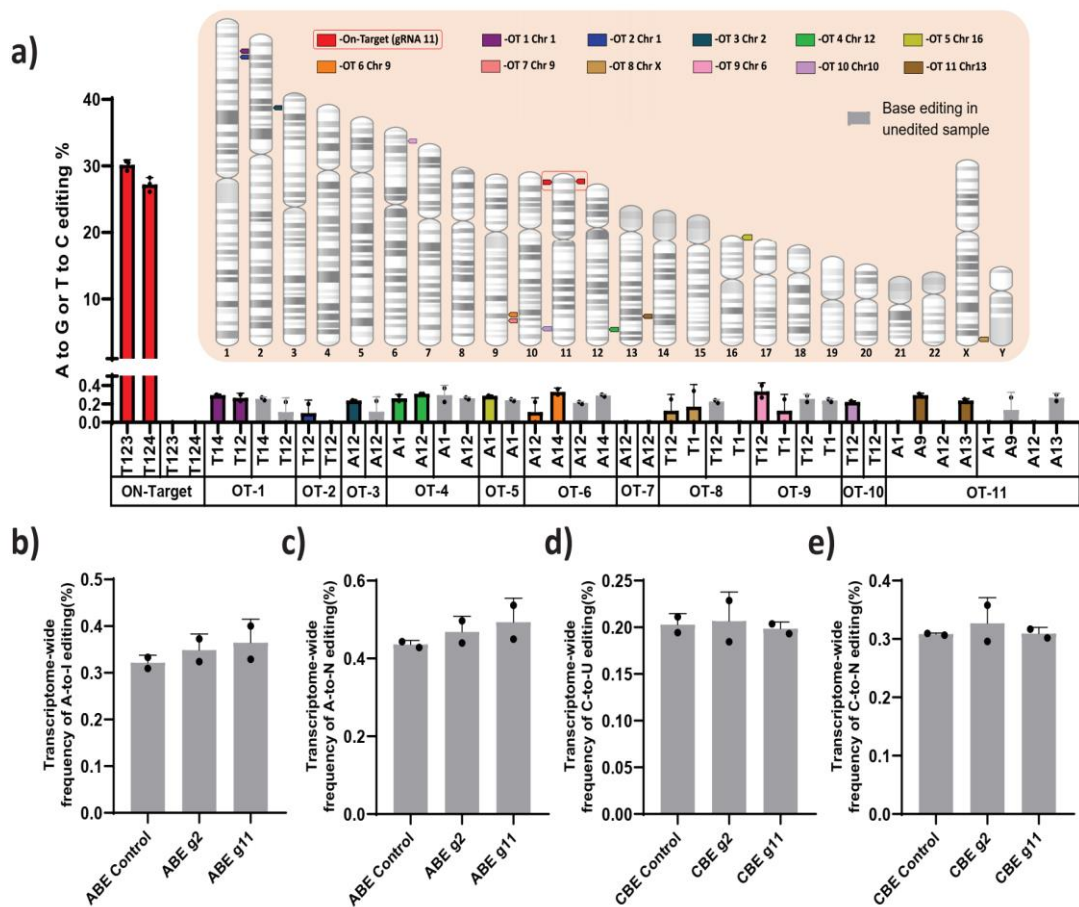 a)
-On-Target (gRNA 11)
-OT 1 Chr 1
-OT 2 Chr 1
-OT 3 Chr 2
-OT 4 Chr 12
-OT 5 Chr 16
-OT 6 Chr 9
-OT 7 Chr 9
-OT 8 Chr X
-OT 9 Chr 6
-OT 10 Chr10
-OT 11 Chr13
Base editing in
unedited sample
A to G or T to C editing %
40
30
20
10
0.4
0.2
0.0
1 2 3 4 5 6 7 8 9 10 11 12 13 14 15 16 17 18 19 20 21 22 X Y
T123 T124 T123 T124 T14 T12 T14 T12 T12 T12 A12 A12 A1 A12 A1 A12 A1 A1 A12 A14 A12 A14 A12 A12 T12 T1 T12 T1 T12 T1 T12 T1 T12 T12 A1 A9 A12 A13 A1 A9 A12 A13
ON-Target OT-1 OT-2 OT-3 OT-4 OT-5 OT-6 OT-7 OT-8 OT-9 OT-10 OT-11
b)
Transcriptome-wide
frequency of A-to-I editing(%)
0.5
0.4
0.3
0.2
0.1
0.0
ABE Control
ABE g2
ABE g11
c)
Transcriptome-wide
frequency of A-to-N editing(%)
0.6
0.4
0.2
0.0
ABE Control
ABE g2
ABE g11
d)
Transcriptome-wide
frequency of C-to-U editing(%)
0.25
0.20
0.15
0.10
0.05
0.00
CBE Control
CBE g2
CBE g11
e)
Transcriptome-wide
frequency of C-to-N editing(%)
0.4
0.3
0.2
0.1
0.0
CBE Control
CBE g2
CBE g11